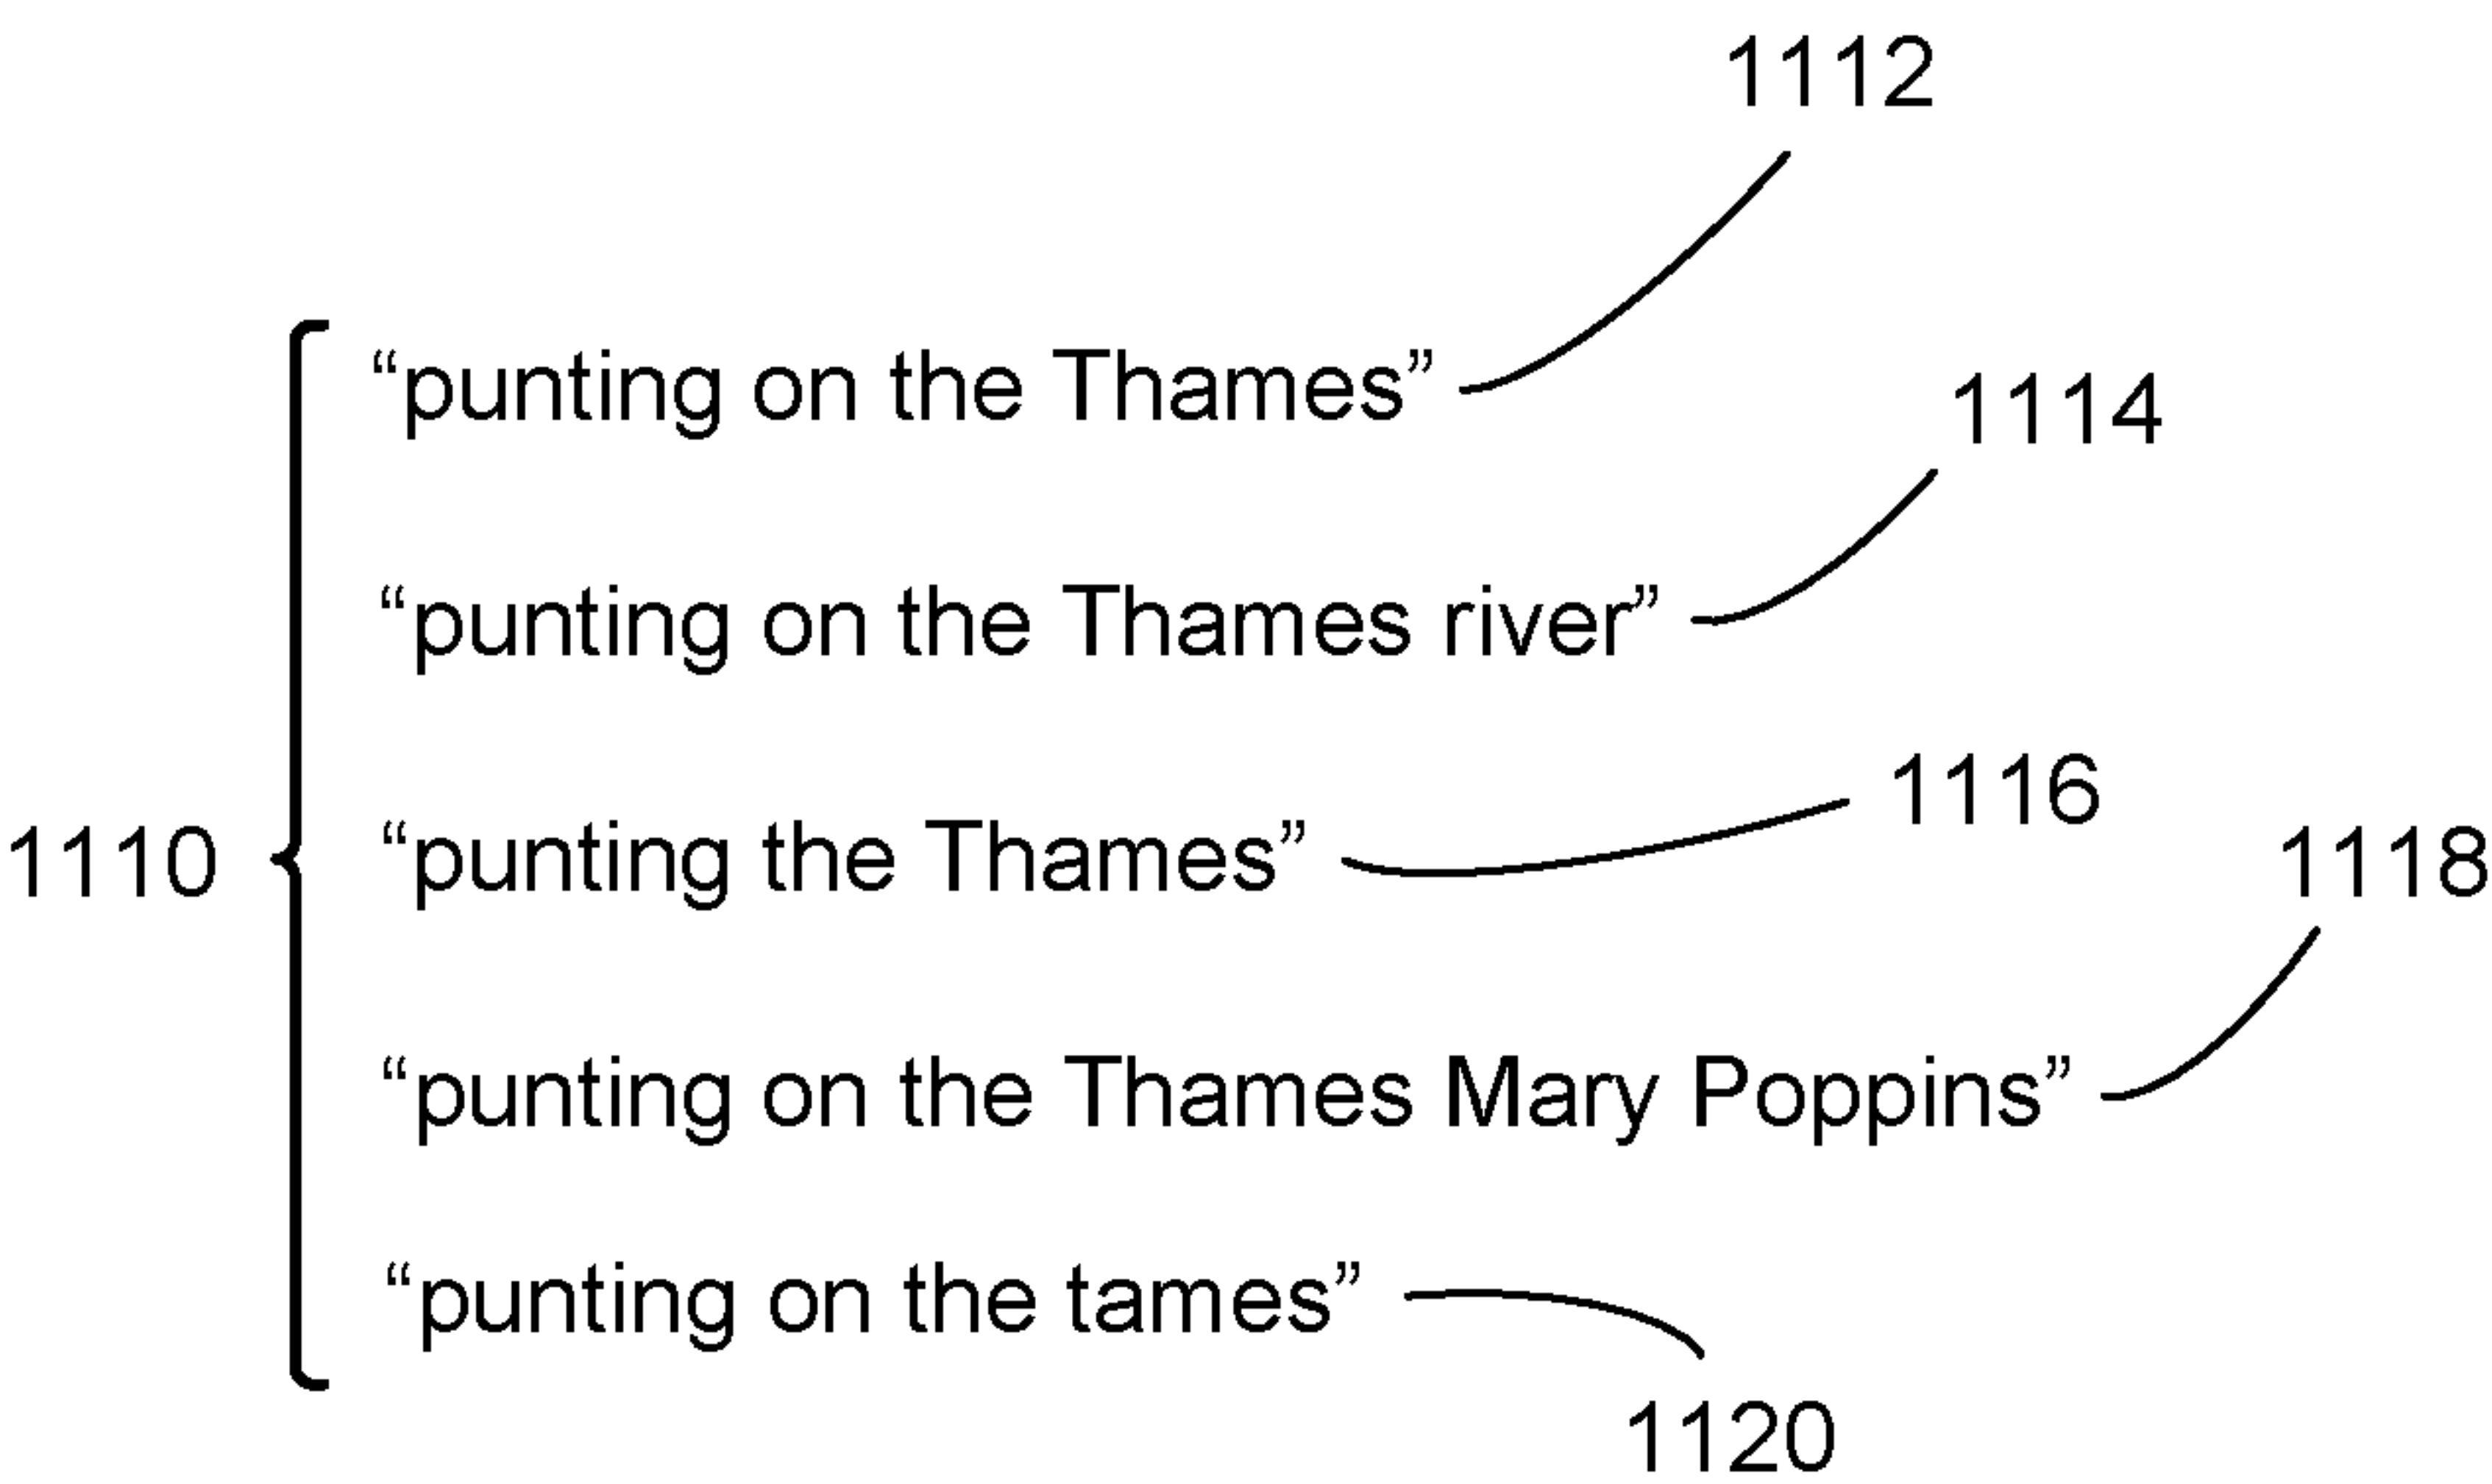 1112
“punting on the Thames”
1114
“punting on the Thames river”
1116
1110 “punting the Thames”
1118
“punting on the Thames Mary Poppins”
“punting on the tames”
1120